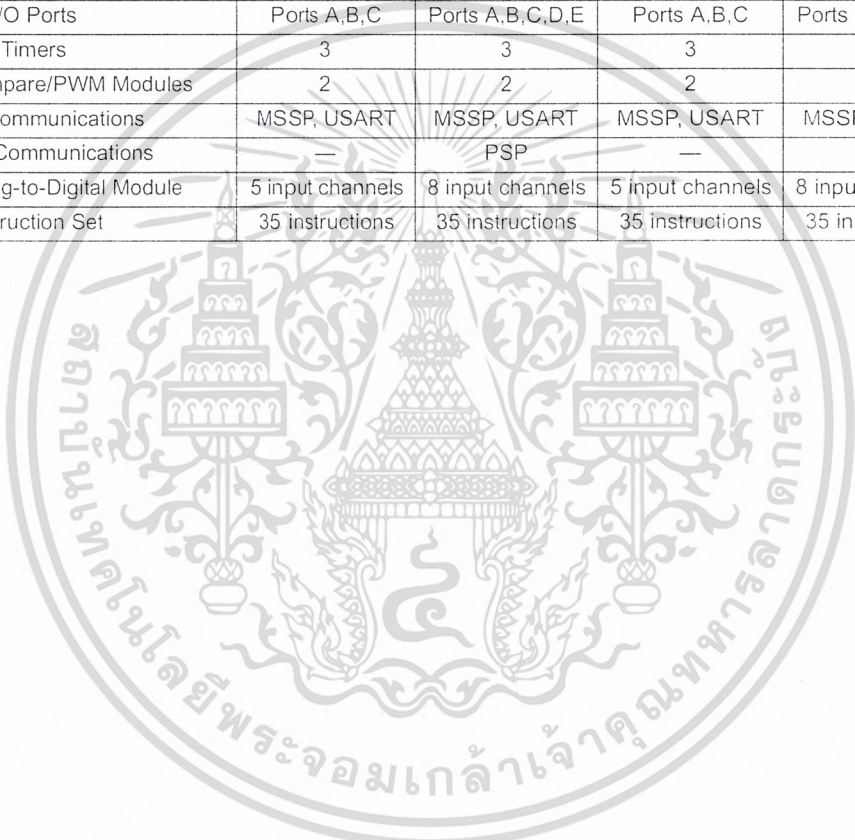 /O Ports Ports A,B,C Ports A,B,C,D,E Ports A,B,C Ports
Timers 3 3 3
pare/PWM Modules 2 2 2
ommunications MSSP, USART MSSP, USART MSSP, USART MSSP
Communications — PSP —
g-to-Digital Module 5 input channels 8 input channels 5 input channels 8 inpu
ruction Set 35 instructions 35 instructions 35 instructions 35 in
สถาบันเทคโนโลยีพระจอมเกล้าเจ้าคุณทหารลาดกระบัง